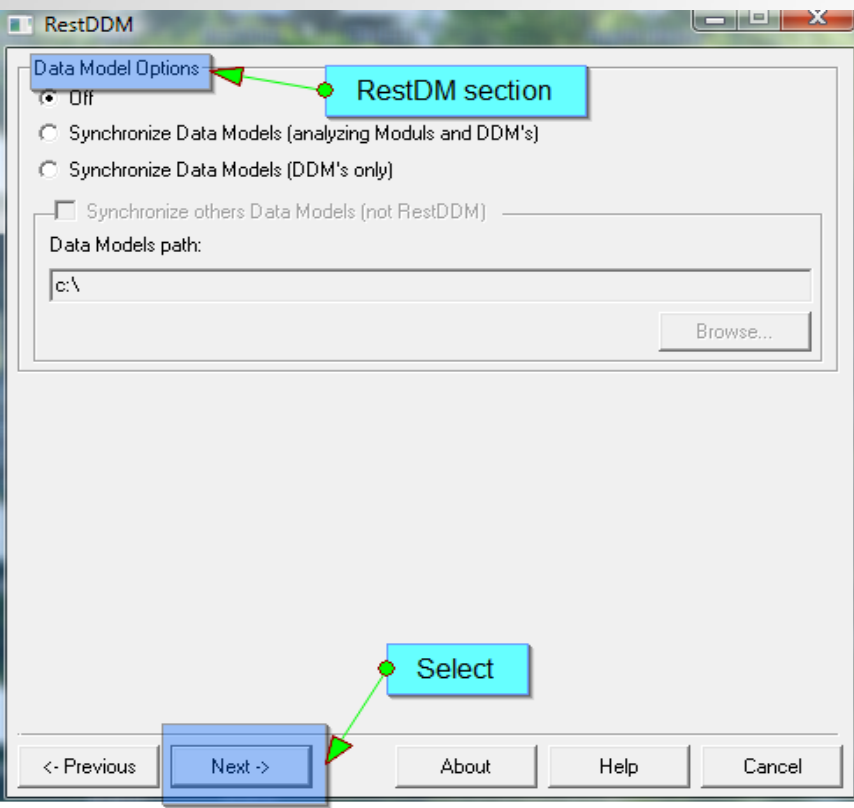 RestDDM
Data Model Options
RestDM section
Off
Synchronize Data Models (analyzing Moduls and DDM's)
Synchronize Data Models (DDM's only)
Synchronize others Data Models (not RestDDM)
Data Models path:
c:\
Browse...
Select
<- Previous
Next ->
About
Help
Cancel